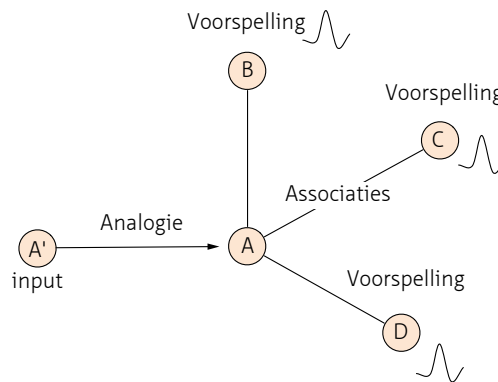 Voorspelling
B
Voorspelling
C
Associaties
Analogie
A'
A
input
Voorspelling
D